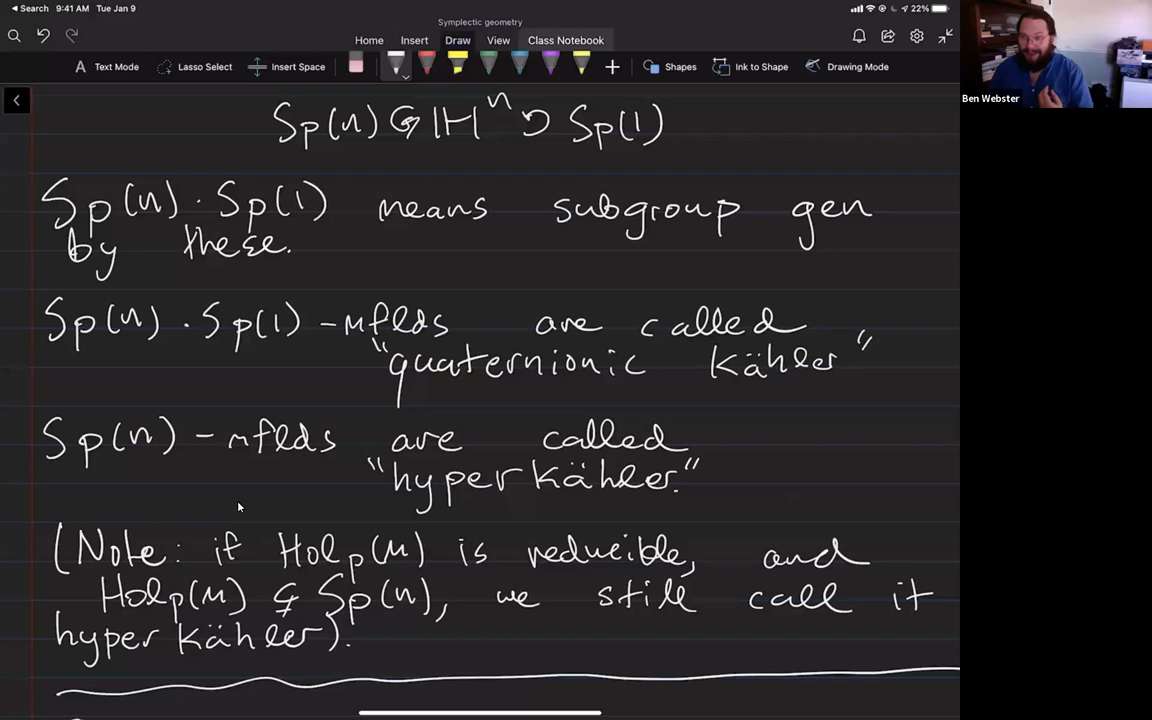 Search 9:41 AM Tue Jan 9
22%
Symplectic geometry
Home Insert Draw View Class Notebook
Text Mode Lasso Select Insert Space Shapes Ink to Shape Drawing Mode
Ben Webster
Sp(n) ↻ ℍⁿ ↺ Sp(1)
Sp(n) · Sp(1) means subgroup gen
by these.
Sp(n) · Sp(1) - mflds are called
"quaternionic Kähler"
Sp(n) - mflds are called
"hyperkähler."
(Note: if Holp(M) is reducible, and
Holp(M) ⊊ Sp(n), we still call it
hyperkähler).